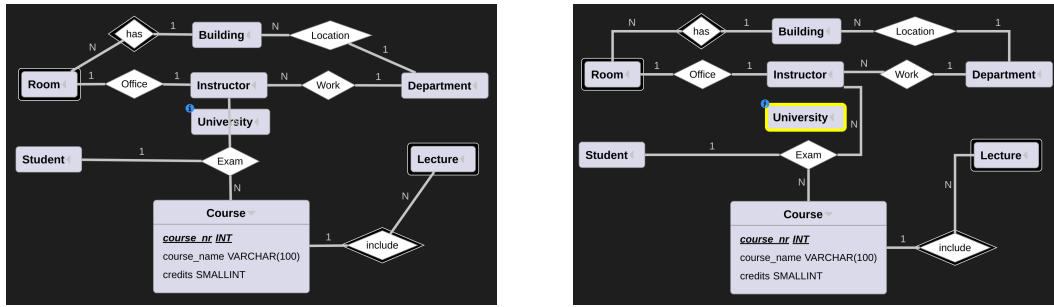 has
1
Building
N
Location
N
1
Room
1
Office
1
Instructor
N
Work
1
Department
University
Student
1
Exam
Lecture
N
N
Course
course_nr INT
course_name VARCHAR(100)
credits SMALLINT
1
include
N
has
1
Building
N
Location
1
Room
1
Office
1
Instructor
N
Work
1
Department
University
N
Student
1
Exam
Lecture
N
N
Course
course_nr INT
course_name VARCHAR(100)
credits SMALLINT
1
include